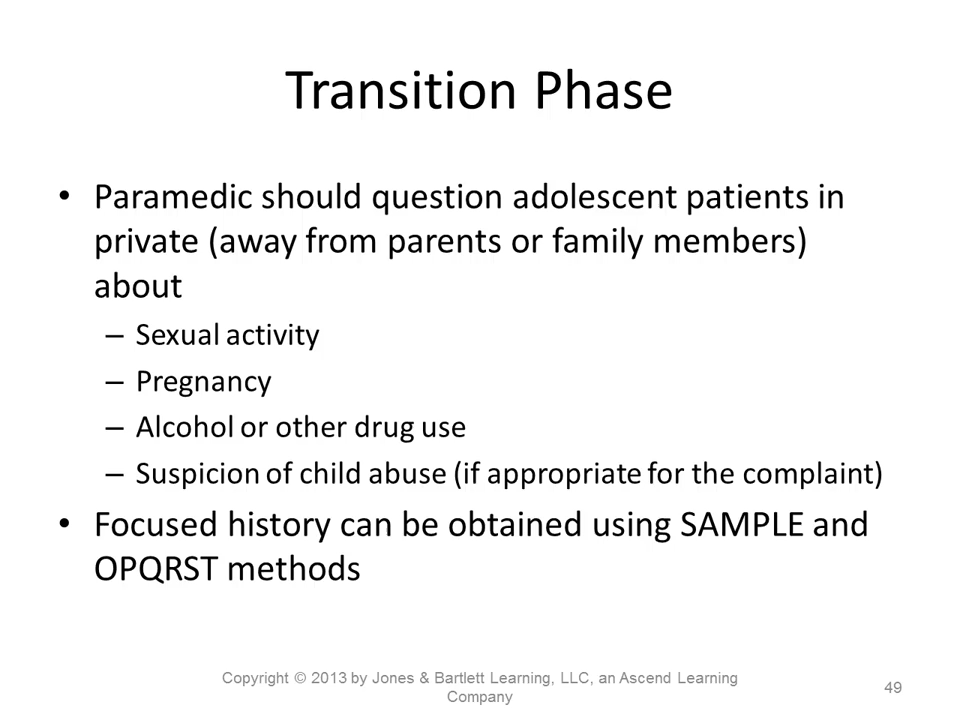 Transition Phase
• Paramedic should question adolescent patients in
private (away from parents or family members)
about
– Sexual activity
– Pregnancy
– Alcohol or other drug use
– Suspicion of child abuse (if appropriate for the complaint)
• Focused history can be obtained using SAMPLE and
OPQRST methods
Copyright © 2013 by Jones & Bartlett Learning, LLC, an Ascend Learning
Company
49